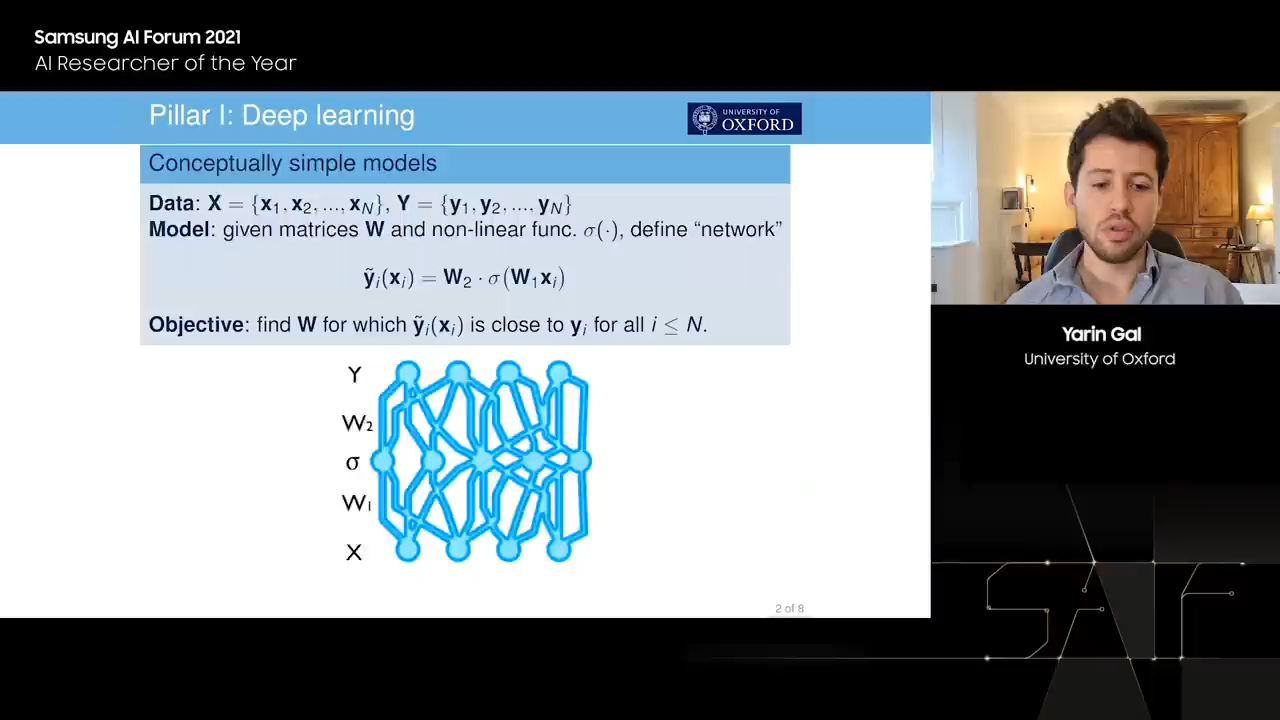 Samsung AI Forum 2021
AI Researcher of the Year
Pillar I: Deep learning
UNIVERSITY OF
OXFORD
Conceptually simple models
Data: X = {x₁, x₂, ..., x_N}, Y = {y₁, y₂, ..., y_N}
Model: given matrices W and non-linear func. σ(·), define “network”
ỹᵢ(xᵢ) = W₂ · σ(W₁xᵢ)
Objective: find W for which ỹᵢ(xᵢ) is close to yᵢ for all i ≤ N.
Y
W₂
σ
W₁
X
2 of 8
Yarin Gal
University of Oxford
SAIF